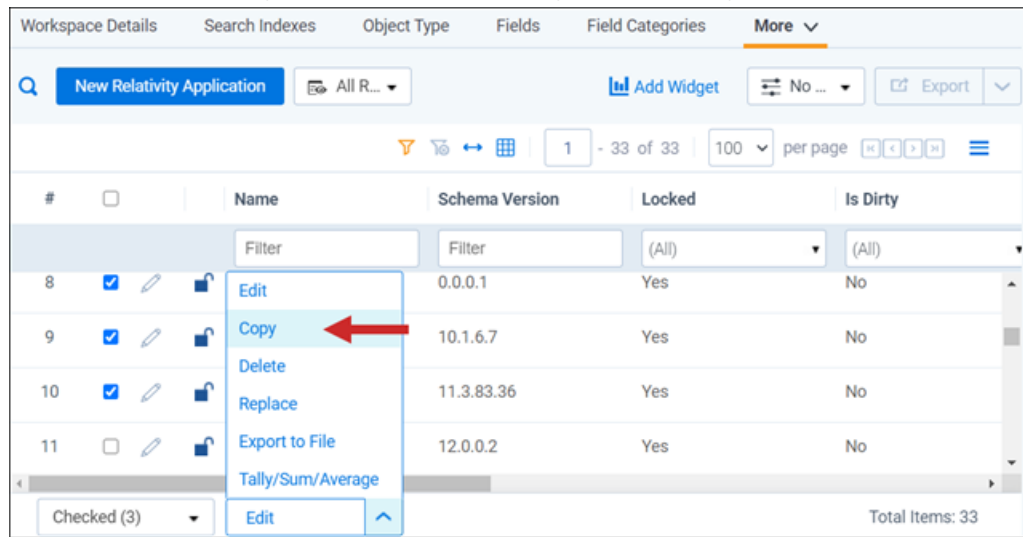 Workspace Details Search Indexes Object Type Fields Field Categories More
New Relativity Application All R... Add Widget No ... Export
1 - 33 of 33 100 per page
# Name Schema Version Locked Is Dirty
Filter Filter (All) (All)
8 0.0.0.1 Yes No
Edit
9 10.1.6.7 Yes No
Copy
Delete
10 11.3.83.36 Yes No
Replace
11 12.0.0.2 Yes No
Export to File
Tally/Sum/Average
Checked (3) Edit Total Items: 33